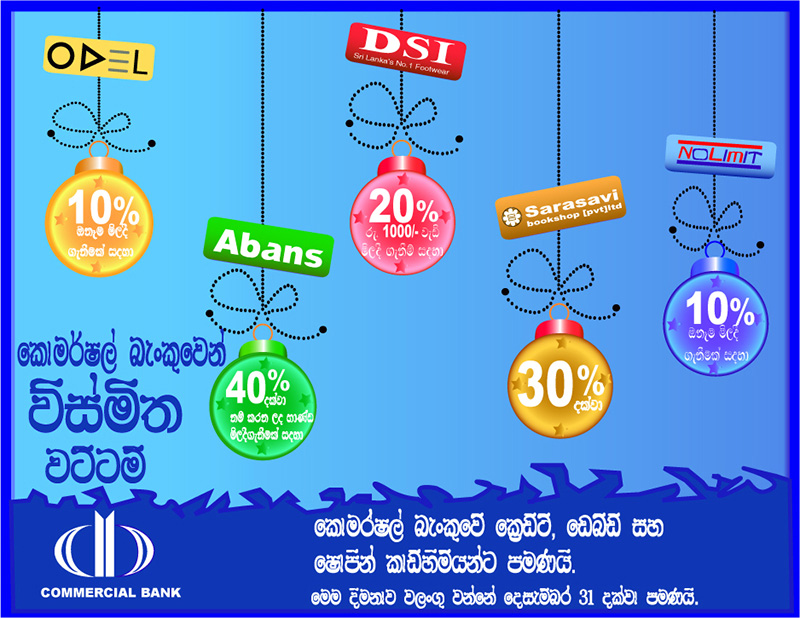 ODEL
10%
ඕනෑම මිලදී
ගැනීමක් සඳහා
DSI
Sri Lanka's No.1 Footwear
20%
රු 1000/- වැඩි
මිලදී ගැනීම් සඳහා
NOLimIT
10%
ඕනෑම මිලදී
ගැනීමක් සඳහා
Abans
40%
දක්වා
නම් කරන ලද භාණ්ඩ
මිලදීගැනීමක් සඳහා
Sarasavi
bookshop [pvt]ltd
30%
දක්වා
කොමර්ෂල් බැංකුවෙන්
විස්මිත
වට්ටම්
COMMERCIAL BANK
කොමර්ෂල් බැංකුවේ ක්‍රෙඩිට්, ඩෙබිඩ් සහ
ෂොපින් කාඩ්හිමියන්ට පමණයි.
මෙම දීමනාව වලංගු වන්නේ දෙසැම්බර් 31 දක්වා පමණයි.